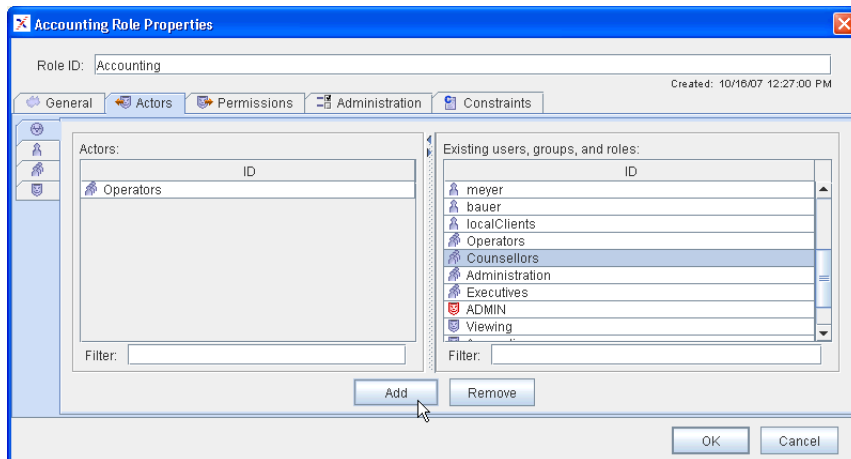 Accounting Role Properties
Role ID: Accounting
Created: 10/16/07 12:27:00 PM
General Actors Permissions Administration Constraints
Actors:
ID
Operators
Filter:
Existing users, groups, and roles:
ID
meyer
bauer
localClients
Operators
Counsellors
Administration
Executives
ADMIN
Viewing
Filter:
Add Remove
OK Cancel